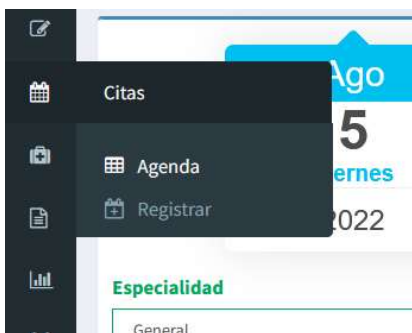 Citas
Ago
5
Agenda
ernes
Registrar
2022
Especialidad
General